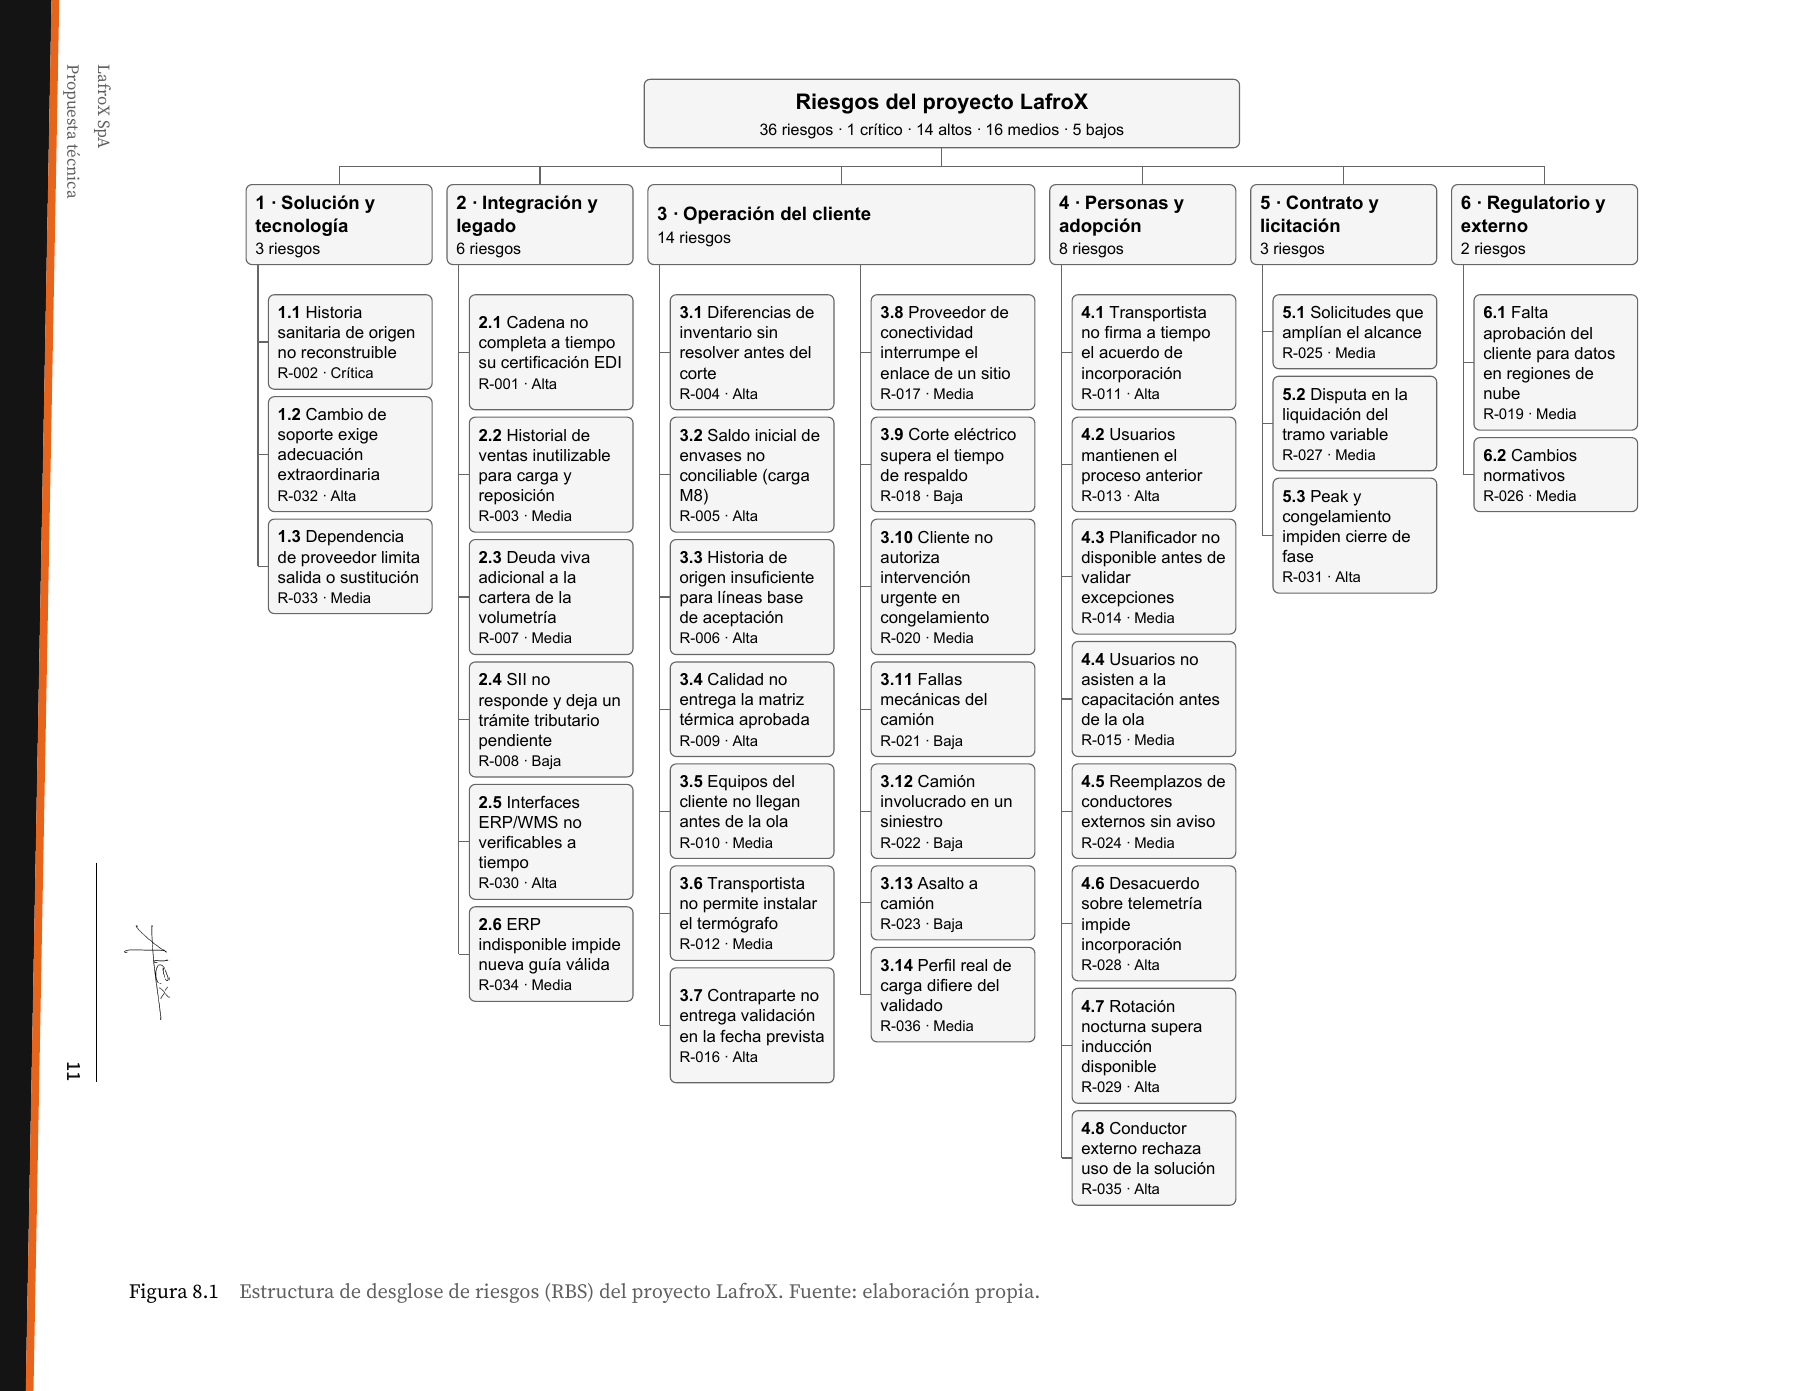 LafroX SpA
Propuesta técnica
Riesgos del proyecto LafroX
36 riesgos · 1 crítico · 14 altos · 16 medios · 5 bajos
1 · Solución y
tecnología
3 riesgos
1.1 Historia
sanitaria de origen
no reconstruible
R-002 · Crítica
1.2 Cambio de
soporte exige
adecuación
extraordinaria
R-032 · Alta
1.3 Dependencia
de proveedor limita
salida o sustitución
R-033 · Media
2 · Integración y
legado
6 riesgos
2.1 Cadena no
completa a tiempo
su certificación EDI
R-001 · Alta
2.2 Historial de
ventas inutilizable
para carga y
reposición
R-003 · Media
2.3 Deuda viva
adicional a la
cartera de la
volumetría
R-007 · Media
2.4 SII no
responde y deja un
trámite tributario
pendiente
R-008 · Baja
2.5 Interfaces
ERP/WMS no
verificables a
tiempo
R-030 · Alta
2.6 ERP
indisponible impide
nueva guía válida
R-034 · Media
3 · Operación del cliente
14 riesgos
3.1 Diferencias de
inventario sin
resolver antes del
corte
R-004 · Alta
3.2 Saldo inicial de
envases no
conciliable (carga
M8)
R-005 · Alta
3.3 Historia de
origen insuficiente
para líneas base
de aceptación
R-006 · Alta
3.4 Calidad no
entrega la matriz
térmica aprobada
R-009 · Alta
3.5 Equipos del
cliente no llegan
antes de la ola
R-010 · Media
3.6 Transportista
no permite instalar
el termógrafo
R-012 · Media
3.7 Contraparte no
entrega validación
en la fecha prevista
R-016 · Alta
3.8 Proveedor de
conectividad
interrumpe el
enlace de un sitio
R-017 · Media
3.9 Corte eléctrico
supera el tiempo
de respaldo
R-018 · Baja
3.10 Cliente no
autoriza
intervención
urgente en
congelamiento
R-020 · Media
3.11 Fallas
mecánicas del
camión
R-021 · Baja
3.12 Camión
involucrado en un
siniestro
R-022 · Baja
3.13 Asalto a
camión
R-023 · Baja
3.14 Perfil real de
carga difiere del
validado
R-036 · Media
4 · Personas y
adopción
8 riesgos
4.1 Transportista
no firma a tiempo
el acuerdo de
incorporación
R-011 · Alta
4.2 Usuarios
mantienen el
proceso anterior
R-013 · Alta
4.3 Planificador no
disponible antes de
validar
excepciones
R-014 · Media
4.4 Usuarios no
asisten a la
capacitación antes
de la ola
R-015 · Media
4.5 Reemplazos de
conductores
externos sin aviso
R-024 · Media
4.6 Desacuerdo
sobre telemetría
impide
incorporación
R-028 · Alta
4.7 Rotación
nocturna supera
inducción
disponible
R-029 · Alta
4.8 Conductor
externo rechaza
uso de la solución
R-035 · Alta
5 · Contrato y
licitación
3 riesgos
5.1 Solicitudes que
amplían el alcance
R-025 · Media
5.2 Disputa en la
liquidación del
tramo variable
R-027 · Media
5.3 Peak y
congelamiento
impiden cierre de
fase
R-031 · Alta
6 · Regulatorio y
externo
2 riesgos
6.1 Falta
aprobación del
cliente para datos
en regiones de
nube
R-019 · Media
6.2 Cambios
normativos
R-026 · Media
Alex
11
Figura 8.1 Estructura de desglose de riesgos (RBS) del proyecto LafroX. Fuente: elaboración propia.